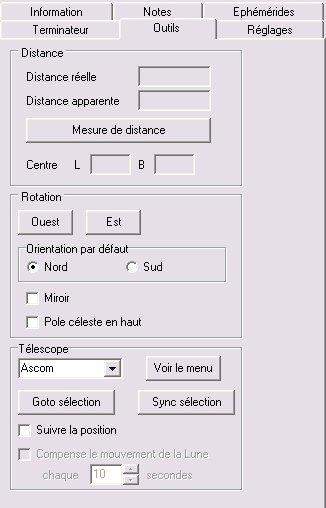 Information Notes Ephémérides
Terminateur Outils Réglages
Distance
Distance réelle
Distance apparente
Mesure de distance
Centre L B
Rotation
Ouest Est
Orientation par défaut
Nord Sud
Miroir
Pole céleste en haut
Télescope
Ascom Voir le menu
Goto sélection Sync sélection
Suivre la position
Compense le mouvement de la Lune
chaque 10 secondes